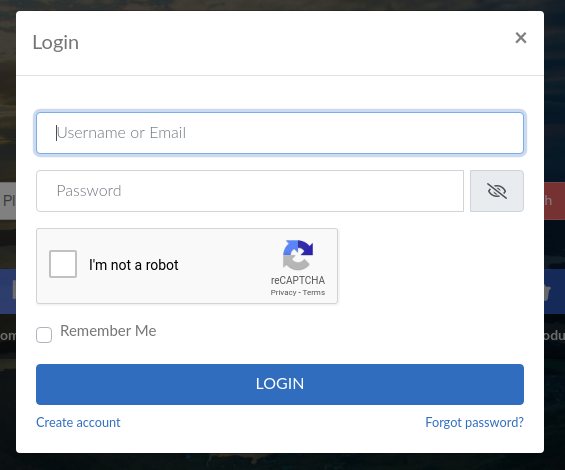 Login
×
Username or Email
Password
I'm not a robot
reCAPTCHA
Privacy - Terms
Remember Me
LOGIN
Create account
Forgot password?